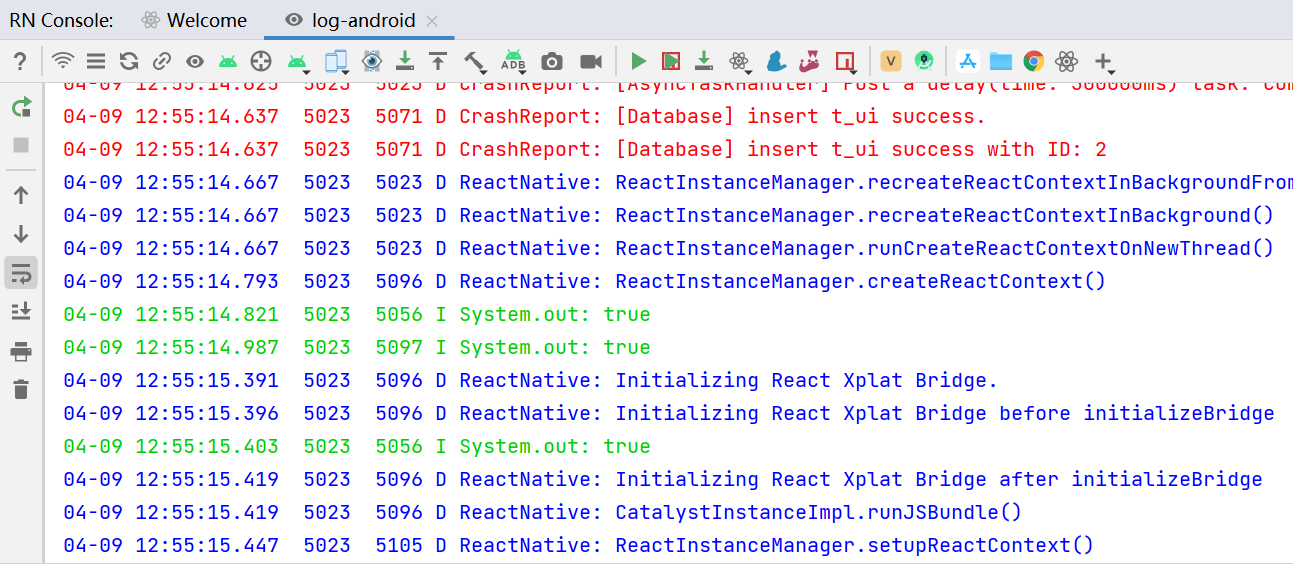 RN Console: Welcome log-android
? ADB V
04-09 12:55:14.625 5023 5023 D CrashReport: [AsyncTaskHandler] Post a delay(time: 300000ms) task: com
04-09 12:55:14.637 5023 5071 D CrashReport: [Database] insert t_ui success.
04-09 12:55:14.637 5023 5071 D CrashReport: [Database] insert t_ui success with ID: 2
04-09 12:55:14.667 5023 5023 D ReactNative: ReactInstanceManager.recreateReactContextInBackgroundFrom
04-09 12:55:14.667 5023 5023 D ReactNative: ReactInstanceManager.recreateReactContextInBackground()
04-09 12:55:14.667 5023 5023 D ReactNative: ReactInstanceManager.runCreateReactContextOnNewThread()
04-09 12:55:14.793 5023 5096 D ReactNative: ReactInstanceManager.createReactContext()
04-09 12:55:14.821 5023 5056 I System.out: true
04-09 12:55:14.987 5023 5097 I System.out: true
04-09 12:55:15.391 5023 5096 D ReactNative: Initializing React Xplat Bridge.
04-09 12:55:15.396 5023 5096 D ReactNative: Initializing React Xplat Bridge before initializeBridge
04-09 12:55:15.403 5023 5056 I System.out: true
04-09 12:55:15.419 5023 5096 D ReactNative: Initializing React Xplat Bridge after initializeBridge
04-09 12:55:15.419 5023 5096 D ReactNative: CatalystInstanceImpl.runJSBundle()
04-09 12:55:15.447 5023 5105 D ReactNative: ReactInstanceManager.setupReactContext()